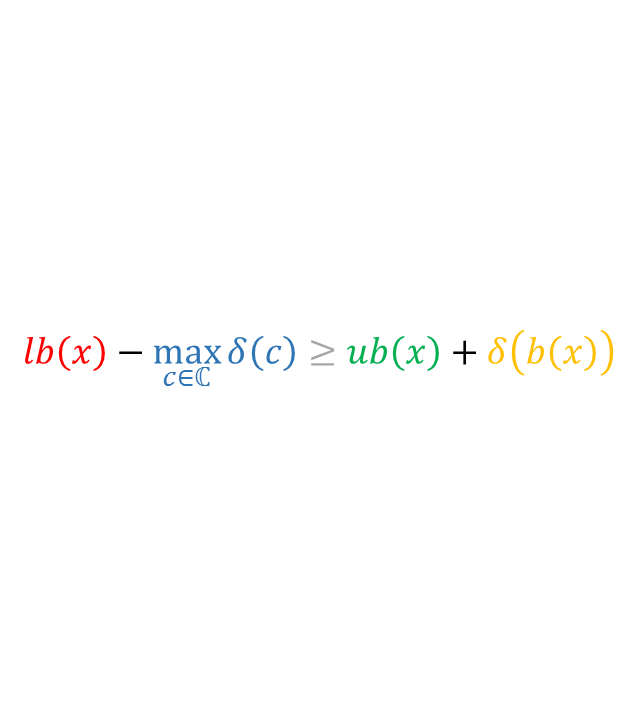 lb(x) − max δ(c) ≥ ub(x) + δ(b(x))
c∈ℂ